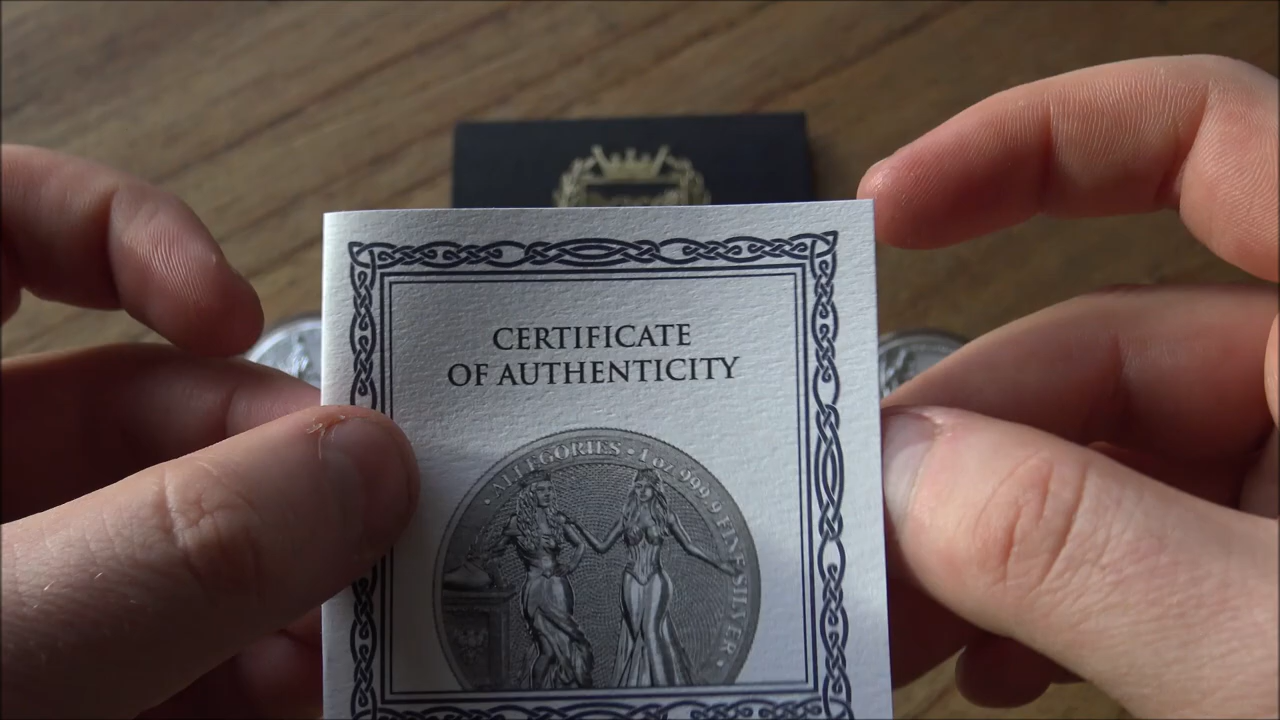 CERTIFICATE
OF AUTHENTICITY
• ALLEGORIES • 1 oz 999.9 FINE SILVER •